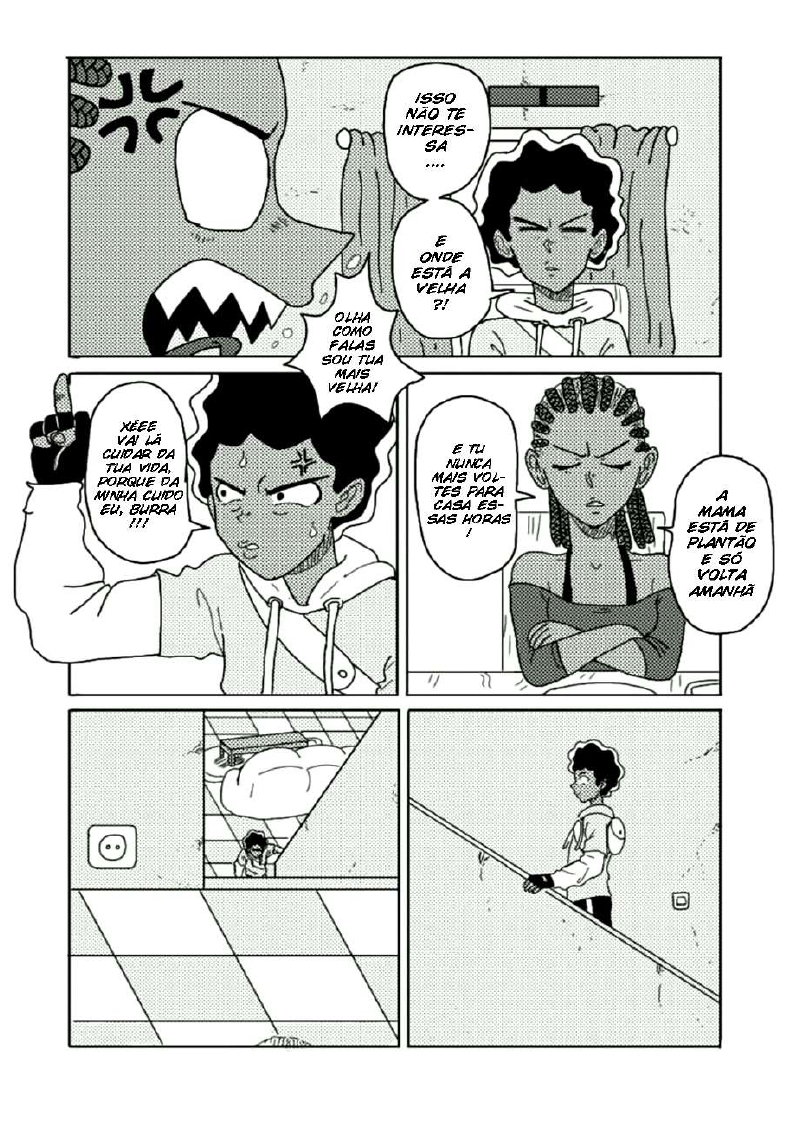 ISSO
NÃO TE
INTERES-
SA
....
E
ONDE
ESTÁ A
VELHA
?!
OLHA
COMO
FALAS
SOU TUA
MAIS
VELHA!
A
MAMA
ESTÁ DE
PLANTÃO
E SÓ
VOLTA
AMANHÃ
E TU
NUNCA
MAIS VOL-
TES PARA
CASA ES-
SAS HORAS
!
XÉEE
VAI LÁ
CUIDAR DA
TUA VIDA,
PORQUE DA
MINHA CUIDO
EU, BURRA
!!!